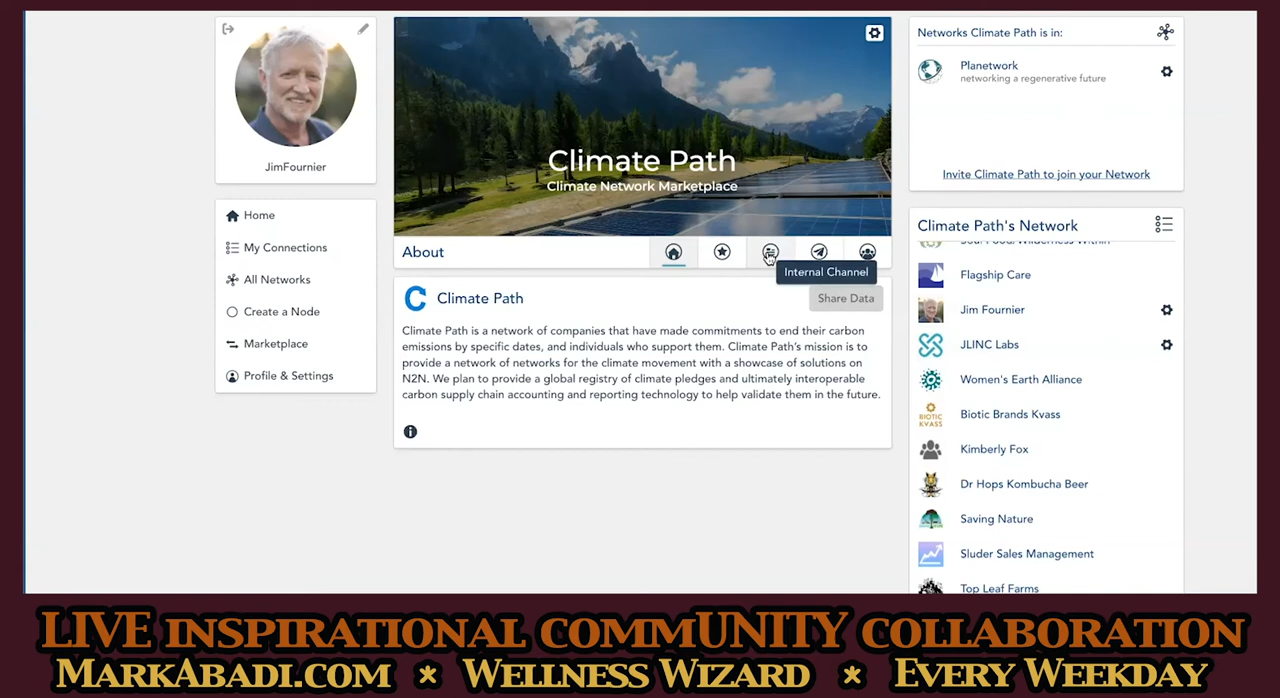 JimFournier
Home
My Connections
All Networks
Create a Node
Marketplace
Profile & Settings
Climate Path
Climate Network Marketplace
About
Internal Channel
C Climate Path
Share Data
Climate Path is a network of companies that have made commitments to end their carbon
emissions by specific dates, and individuals who support them. Climate Path's mission is to
provide a network of networks for the climate movement with a showcase of solutions on
N2N. We plan to provide a global registry of climate pledges and ultimately interoperable
carbon supply chain accounting and reporting technology to help validate them in the future.
Networks Climate Path is in:
Planetwork
networking a regenerative future
Invite Climate Path to join your Network
Climate Path's Network
Soul Food/Wilderness Within
Flagship Care
Jim Fournier
JLINC Labs
Women's Earth Alliance
BIOTIC
KVASS
Biotic Brands Kvass
Kimberly Fox
Dr Hops Kombucha Beer
Saving Nature
Sluder Sales Management
Top Leaf Farms
LIVE INSPIRATIONAL COMMUNITY COLLABORATION
MARKABADI.COM * WELLNESS WIZARD * EVERY WEEKDAY